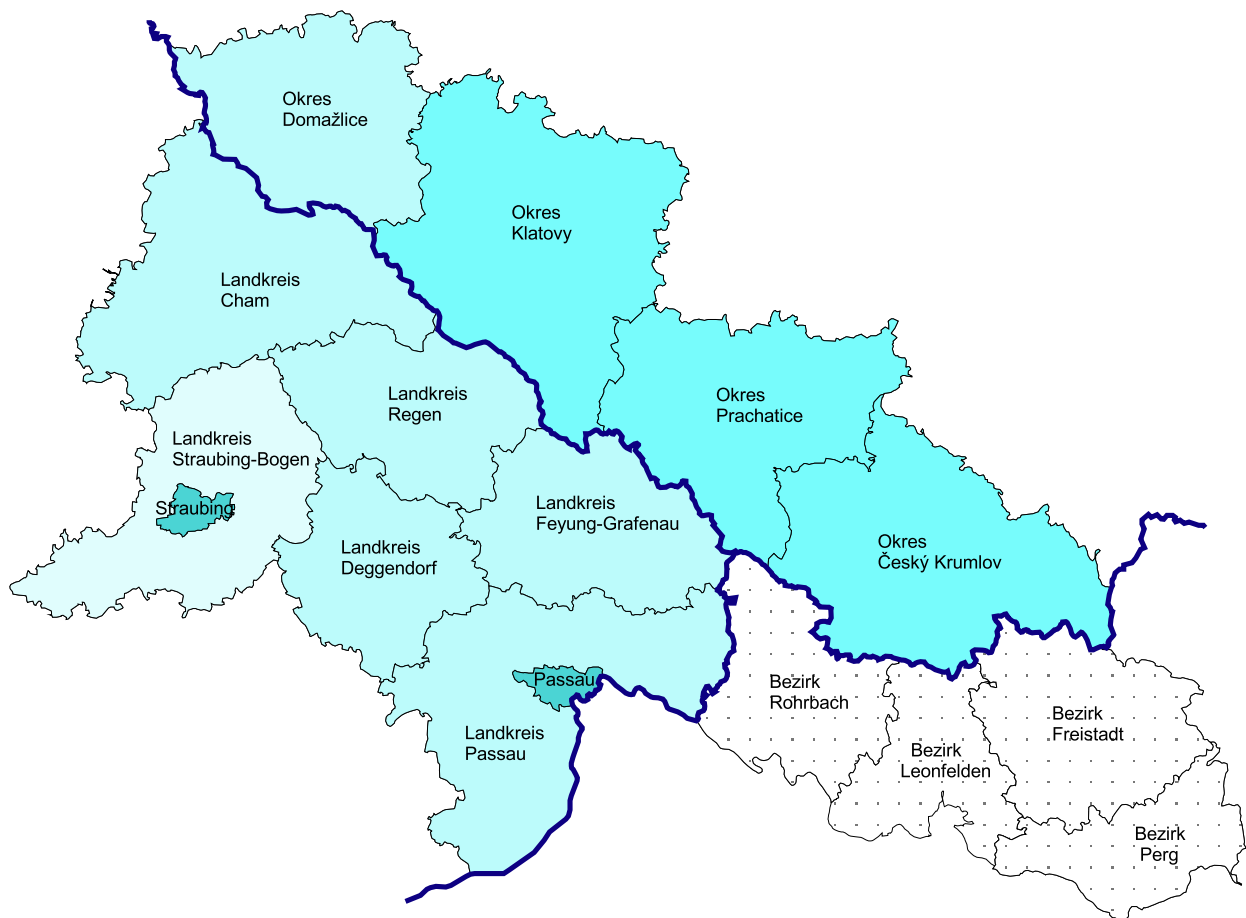 Okres
Domažlice
Okres
Klatovy
Landkreis
Cham
Landkreis
Regen
Okres
Prachatice
Landkreis
Straubing-Bogen
Straubing
Landkreis
Feyung-Grafenau
Landkreis
Deggendorf
Okres
Český Krumlov
Passau
Bezirk
Rohrbach
Landkreis
Passau
Bezirk
Freistadt
Bezirk
Leonfelden
Bezirk
Perg